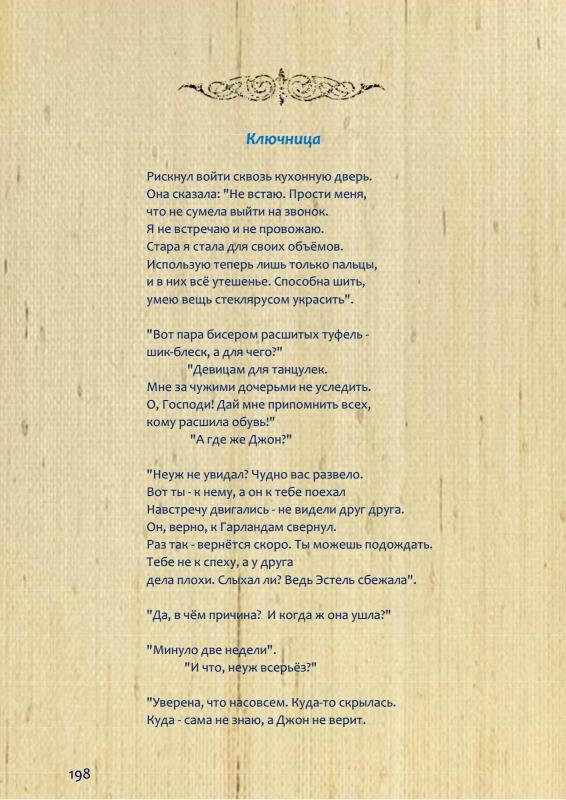 Ключница
Рискнул войти сквозь кухонную дверь.
Она сказала: "Не встаю. Прости меня,
что не сумела выйти на звонок.
Я не встречаю и не провожаю.
Стара я стала для своих объёмов.
Использую теперь лишь только пальцы,
и в них всё утешенье. Способна шить,
умею вещь стеклярусом украсить".
"Вот пара бисером расшитых туфель -
шик-блеск, а для чего?"
"Девицам для танцулек.
Мне за чужими дочерьми не уследить.
О, Господи! Дай мне припомнить всех,
кому расшила обувь!"
"А где же Джон?"
"Неуж не увидал? Чудно вас развело.
Вот ты - к нему, а он к тебе поехал
Навстречу двигались - не видели друг друга.
Он, верно, к Гарландам свернул.
Раз так - вернётся скоро. Ты можешь подождать.
Тебе не к спеху, а у друга
дела плохи. Слыхал ли? Ведь Эстель сбежала".
"Да, в чём причина?  И когда ж она ушла?"
"Минуло две недели".
"И что, неуж всерьёз?"
"Уверена, что насовсем. Куда-то скрылась.
Куда - сама не знаю, а Джон не верит.
198